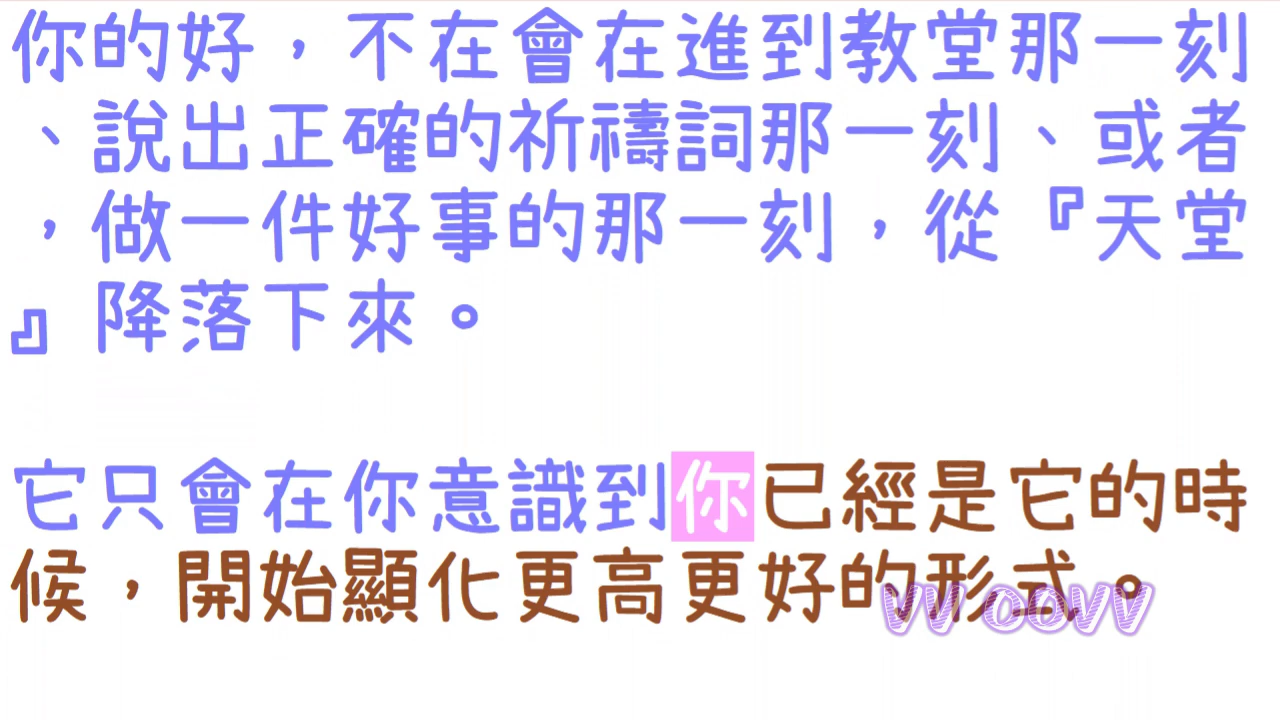 你的好，不在會在進到教堂那一刻
、說出正確的祈禱詞那一刻、或者
，做一件好事的那一刻，從『天堂
』降落下來。
它只會在你意識到你已經是它的時
候，開始顯化更高更好的形式。
VV OOVV